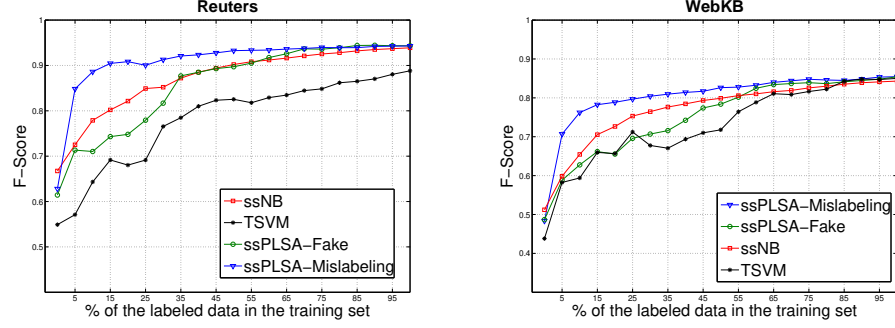 Reuters
1
0.9
0.8
0.7
0.6
0.5
F-Score
ssNB
TSVM
ssPLSA-Fake
ssPLSA-Mislabeling
5 15 25 35 45 55 65 75 85 95
% of the labeled data in the training set
WebKB
1
0.9
0.8
0.7
0.6
0.5
0.4
F-Score
ssPLSA-Mislabeling
ssPLSA-Fake
ssNB
TSVM
5 15 25 35 45 55 65 75 85 95
% of the labeled data in the training set